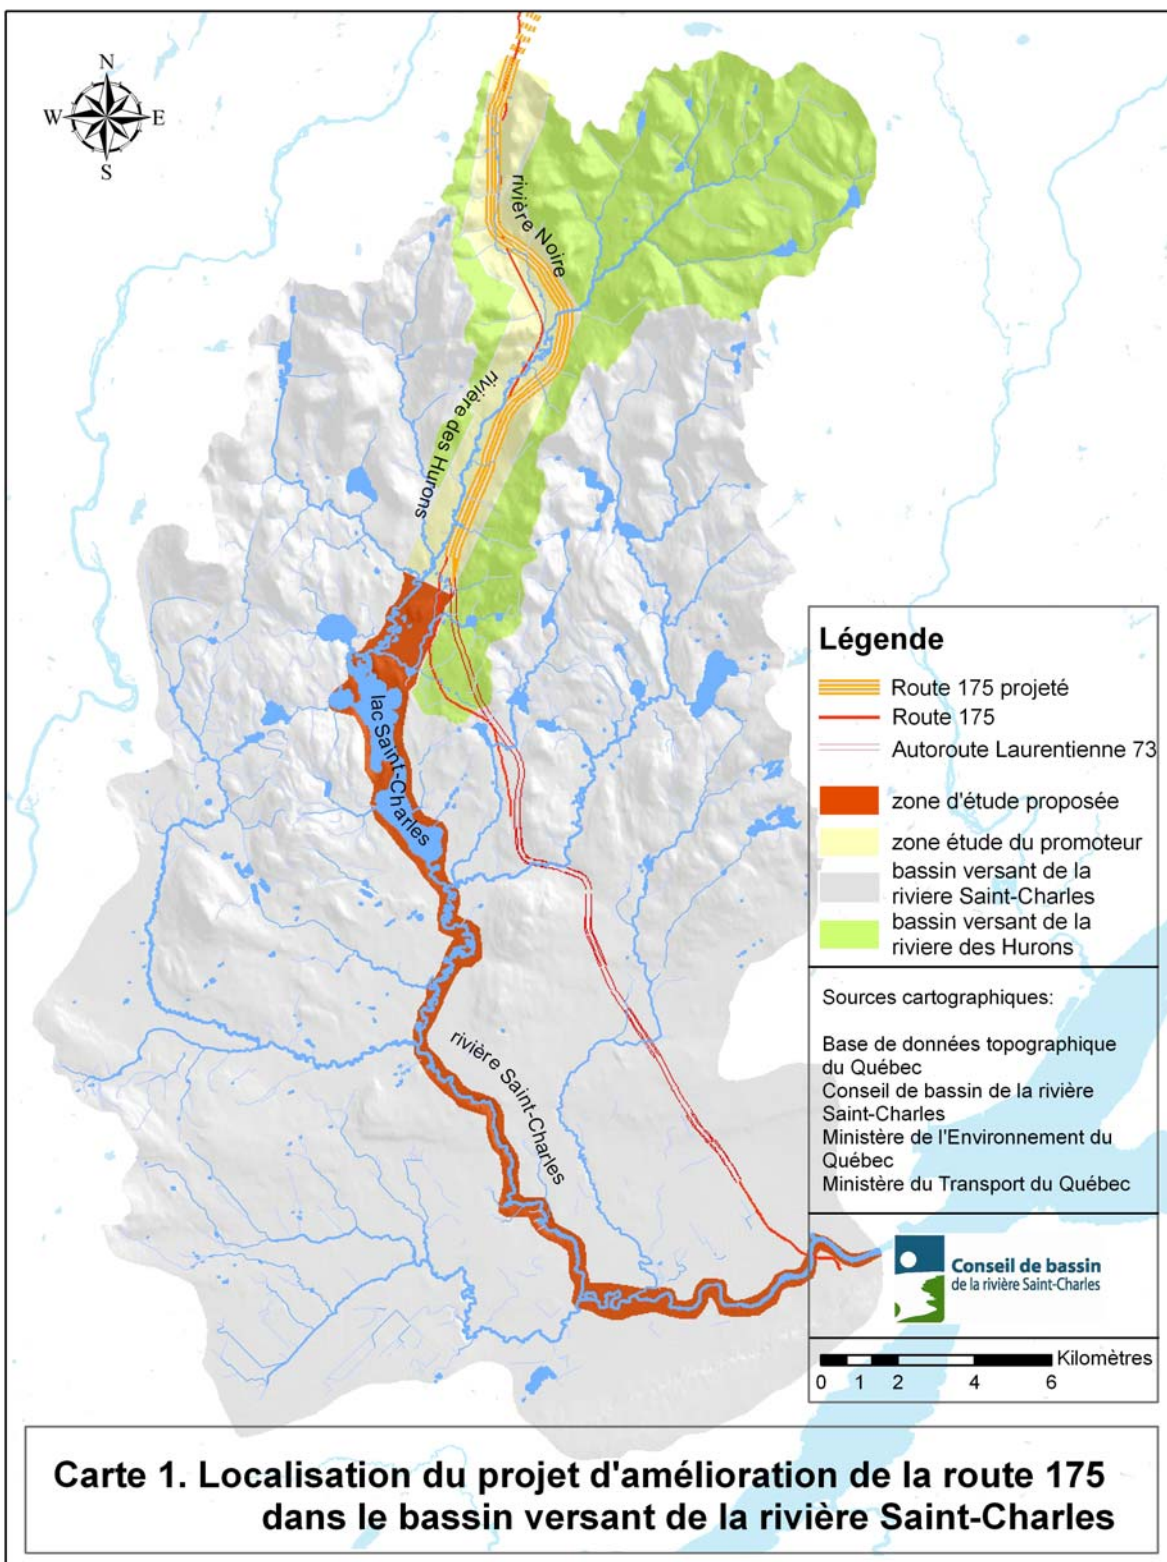 N
W
E
S
rivière Noire
rivière des Hurons
lac Saint-Charles
rivière Saint-Charles
Légende
Route 175 projeté
Route 175
Autoroute Laurentienne 73
zone d'étude proposée
zone étude du promoteur
bassin versant de la
riviere Saint-Charles
bassin versant de la
riviere des Hurons
Sources cartographiques:
Base de données topographique
du Québec
Conseil de bassin de la rivière
Saint-Charles
Ministère de l'Environnement du
Québec
Ministère du Transport du Québec
Conseil de bassin
de la rivière Saint-Charles
Kilomètres
0 1 2 4 6
Carte 1. Localisation du projet d'amélioration de la route 175
dans le bassin versant de la rivière Saint-Charles